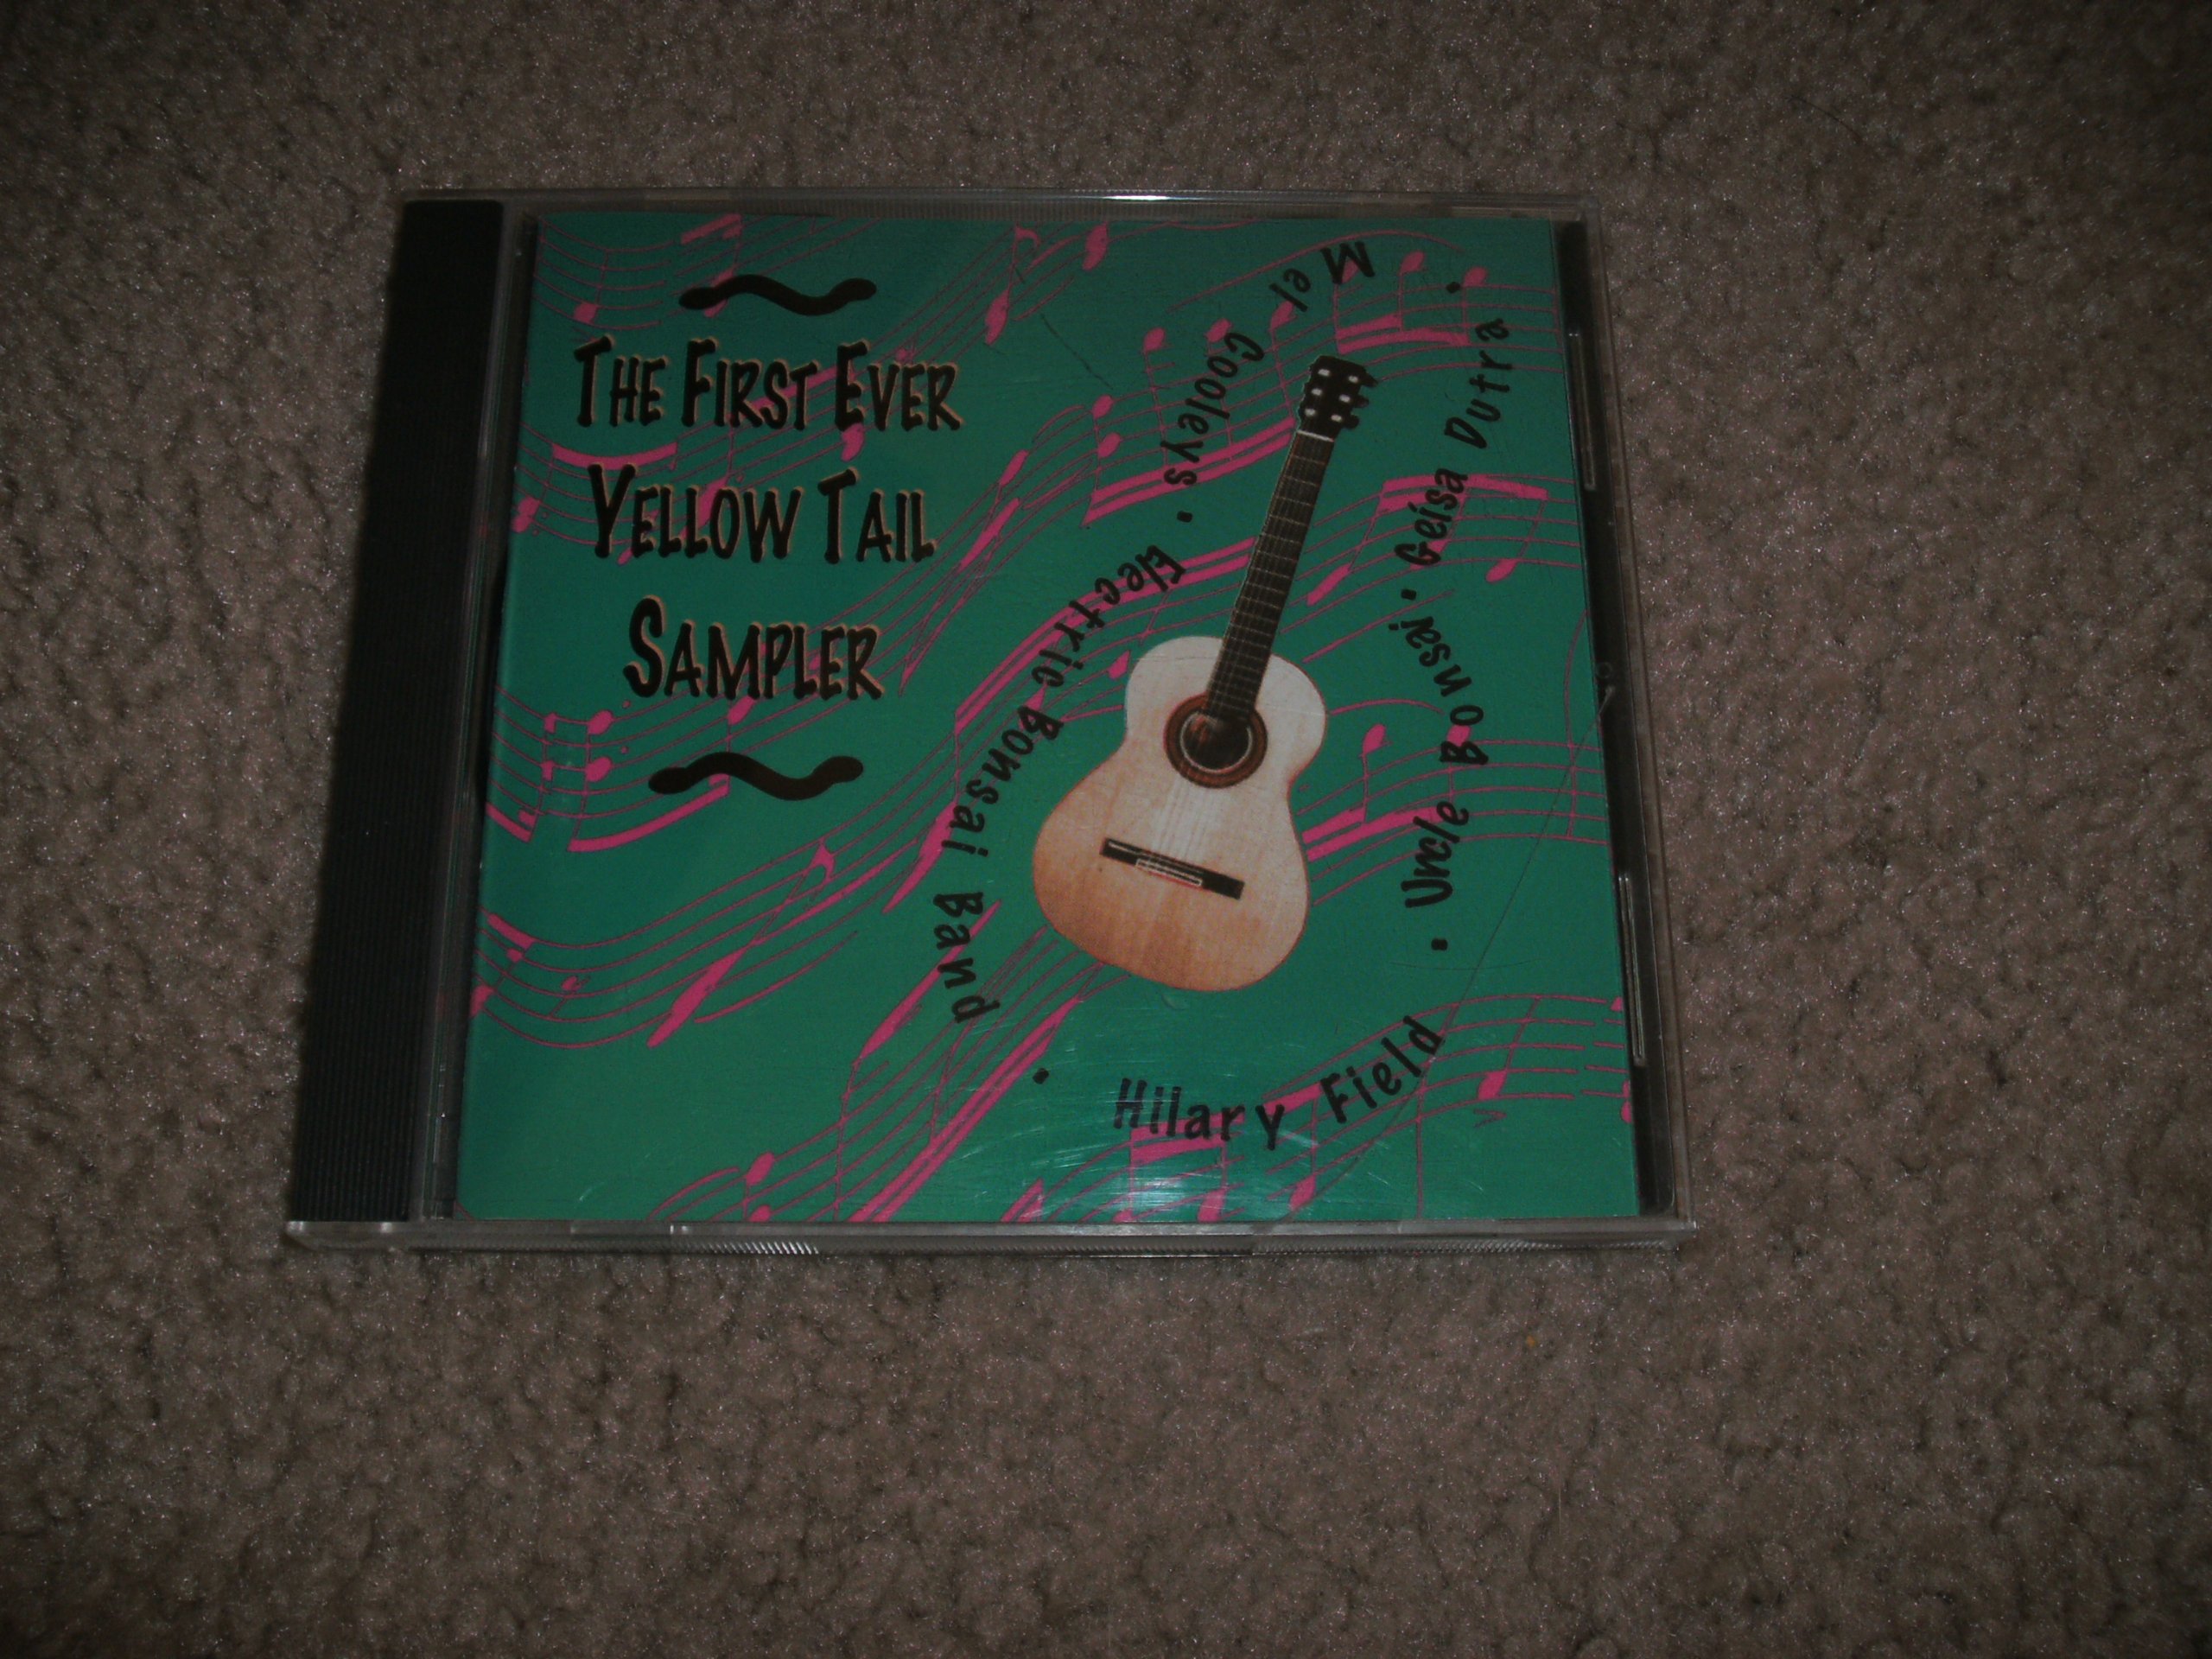 THE FIRST EVER
YELLOW TAIL
SAMPLER
Mel Cooleys • Electric Bonsai Band • Hilary Field • Uncle Bonsai • Geisa Dutra •